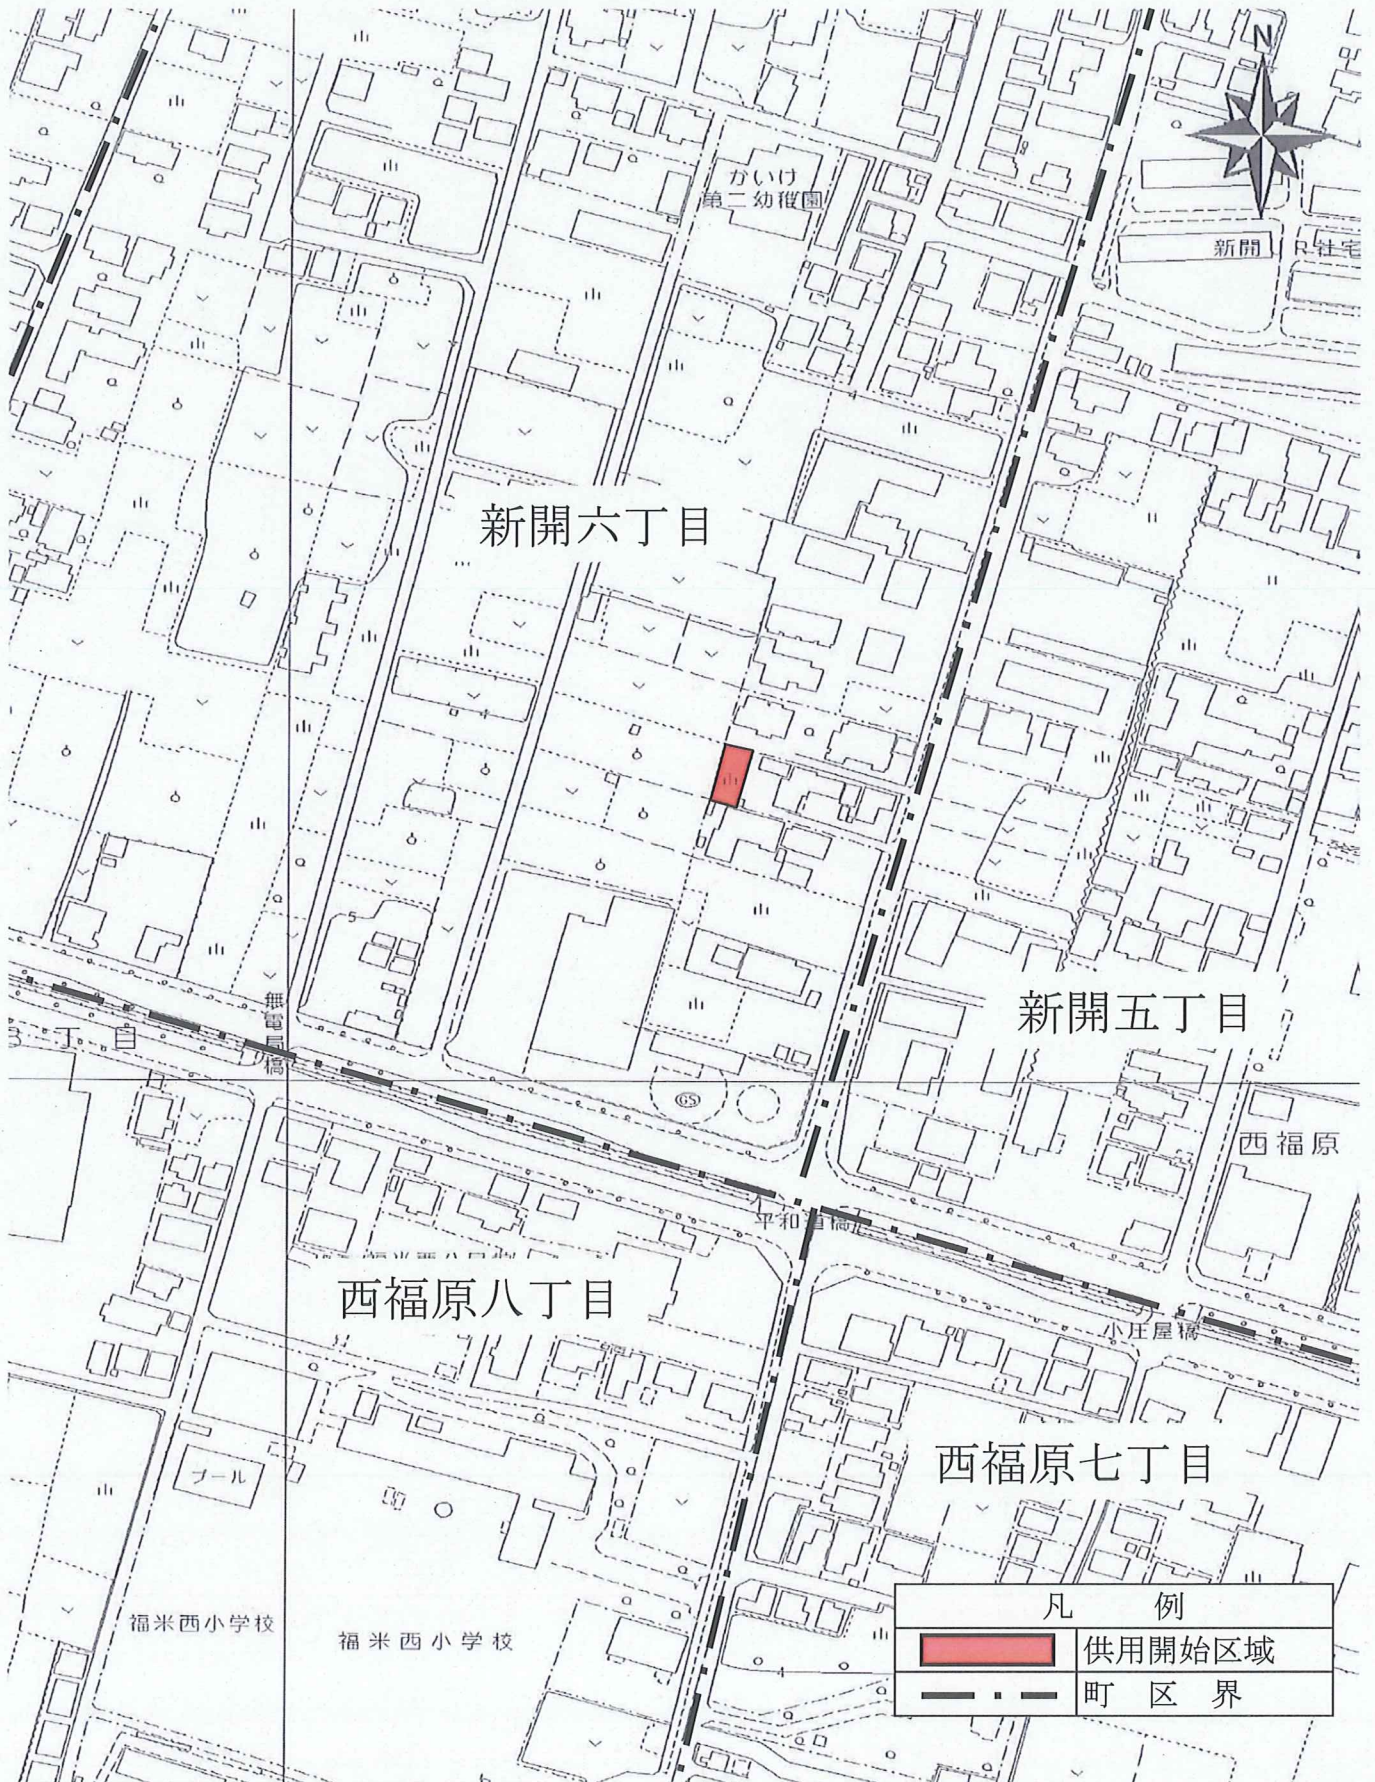 N
かいけ
第二幼稚園
新開
R社宅
新開六丁目
5
無電局橋
新開五丁目
丁目
GS
西福原
平和道橋
西福原八丁目
小庄屋橋
西福原七丁目
プール
福米西小学校
福米西小学校
凡 例
供用開始区域
町 区 界